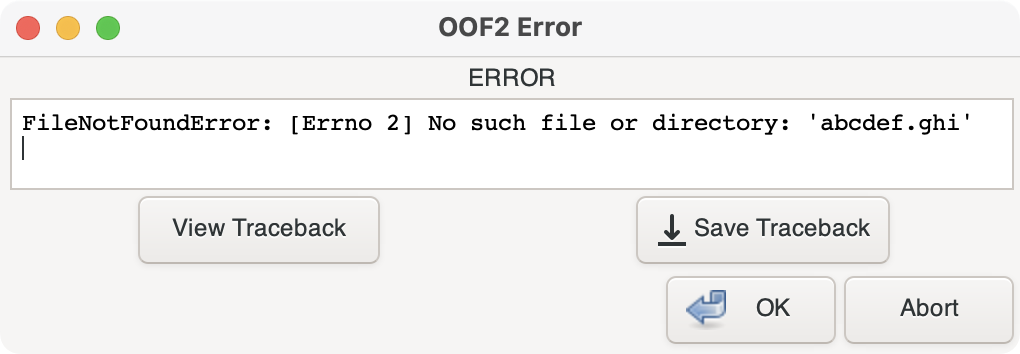 OOF2 Error
ERROR
FileNotFoundError: [Errno 2] No such file or directory: 'abcdef.ghi'
View Traceback
Save Traceback
OK
Abort